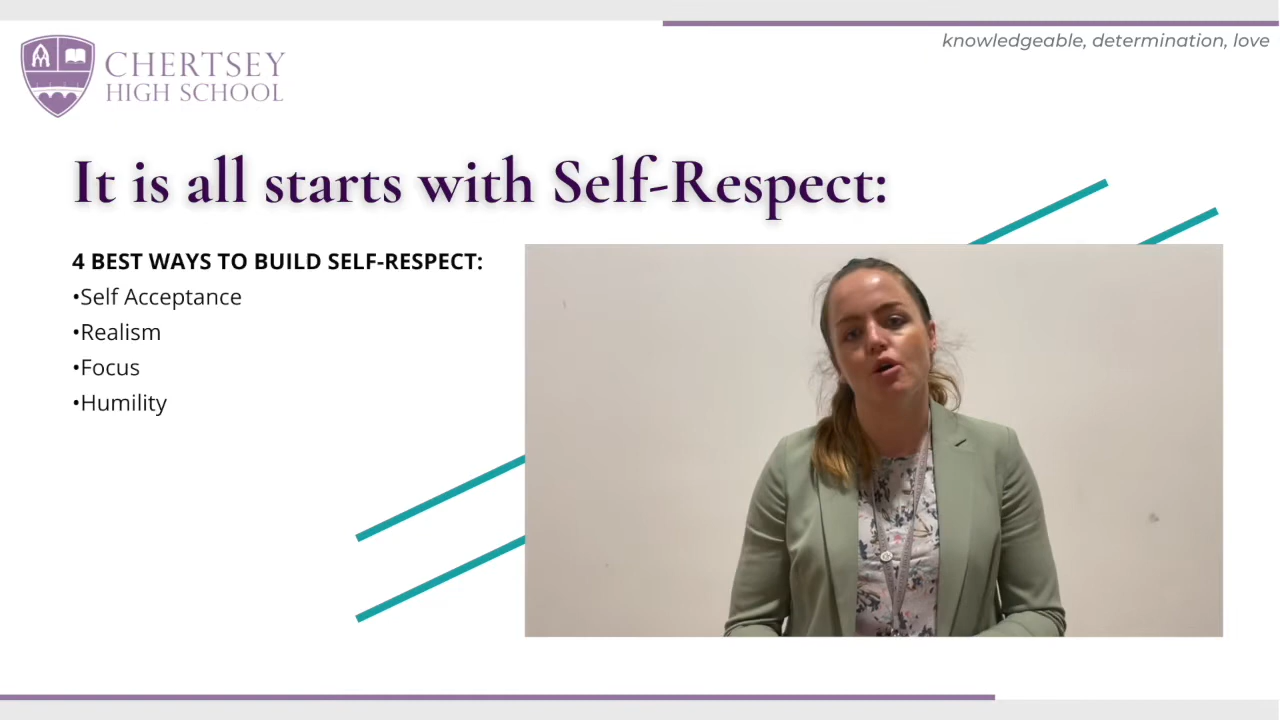 knowledgeable, determination, love
CHERTSEY
HIGH SCHOOL
It is all starts with Self-Respect:
4 BEST WAYS TO BUILD SELF-RESPECT:
•Self Acceptance
•Realism
•Focus
•Humility